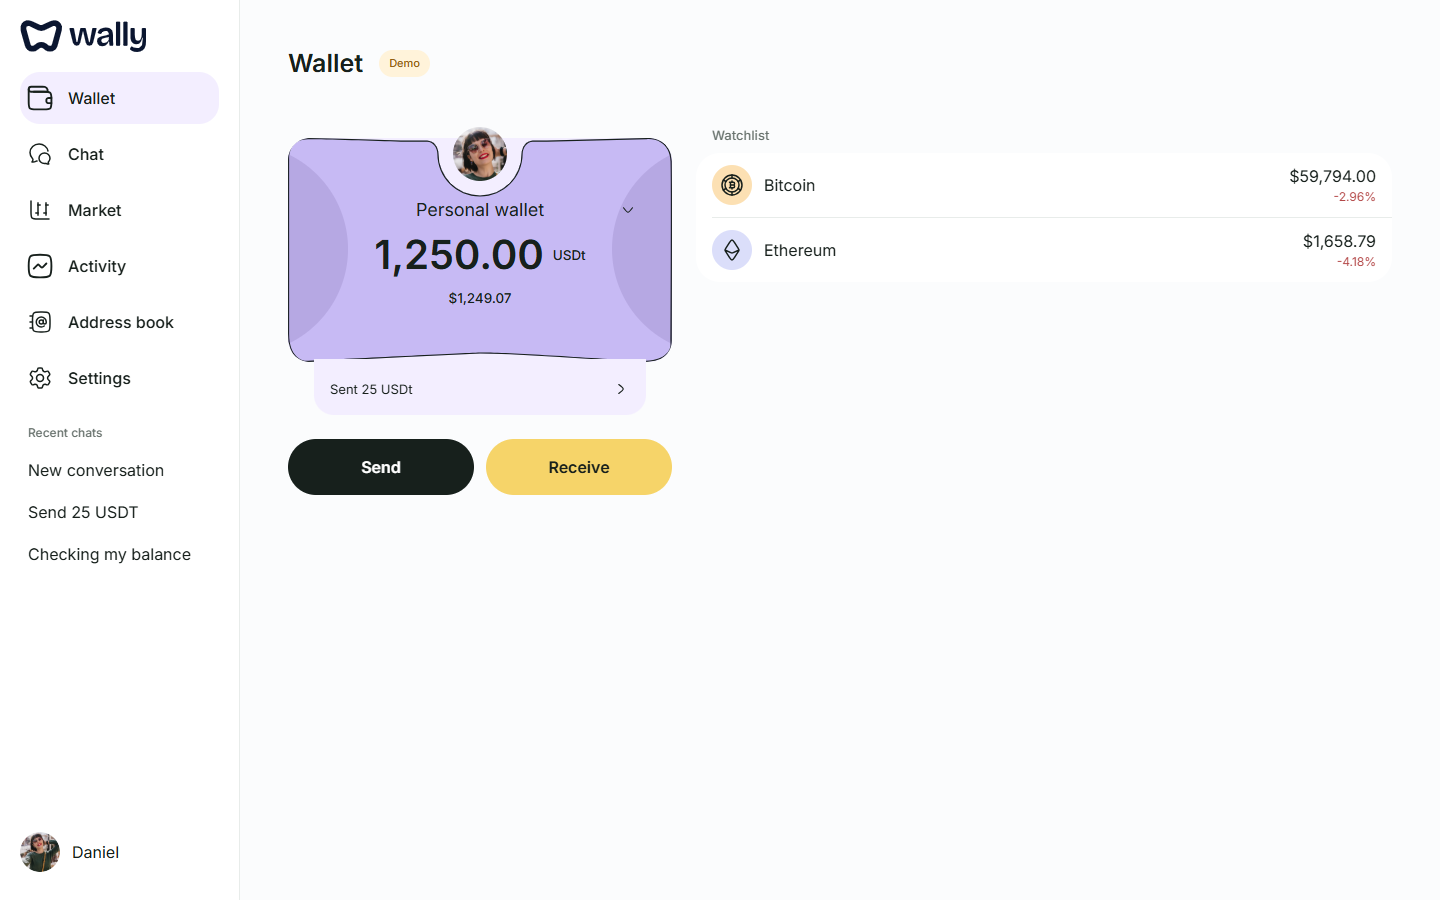 wally
Wallet
Chat
Market
Activity
Address book
Settings
Recent chats
New conversation
Send 25 USDT
Checking my balance
Daniel
Wallet
Demo
Personal wallet
1,250.00 USDt
$1,249.07
Sent 25 USDt
Send
Receive
Watchlist
Bitcoin
$59,794.00
-2.96%
Ethereum
$1,658.79
-4.18%